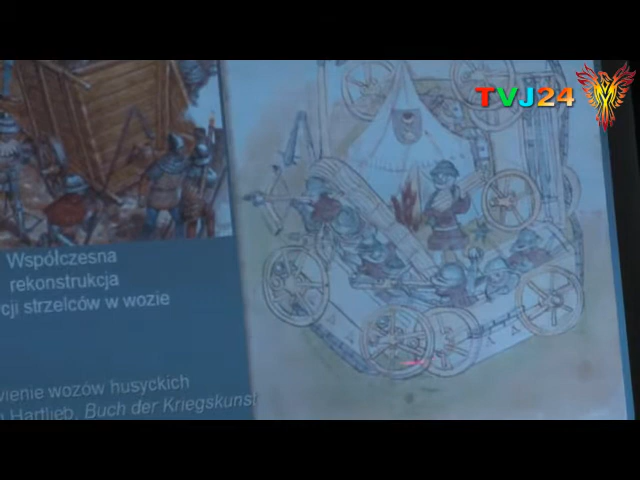 TVJ24
Współczesna
rekonstrukcja
cji strzelców w wozie
wienie wozów husyckich
Hartlieb, Buch der Kriegskunst